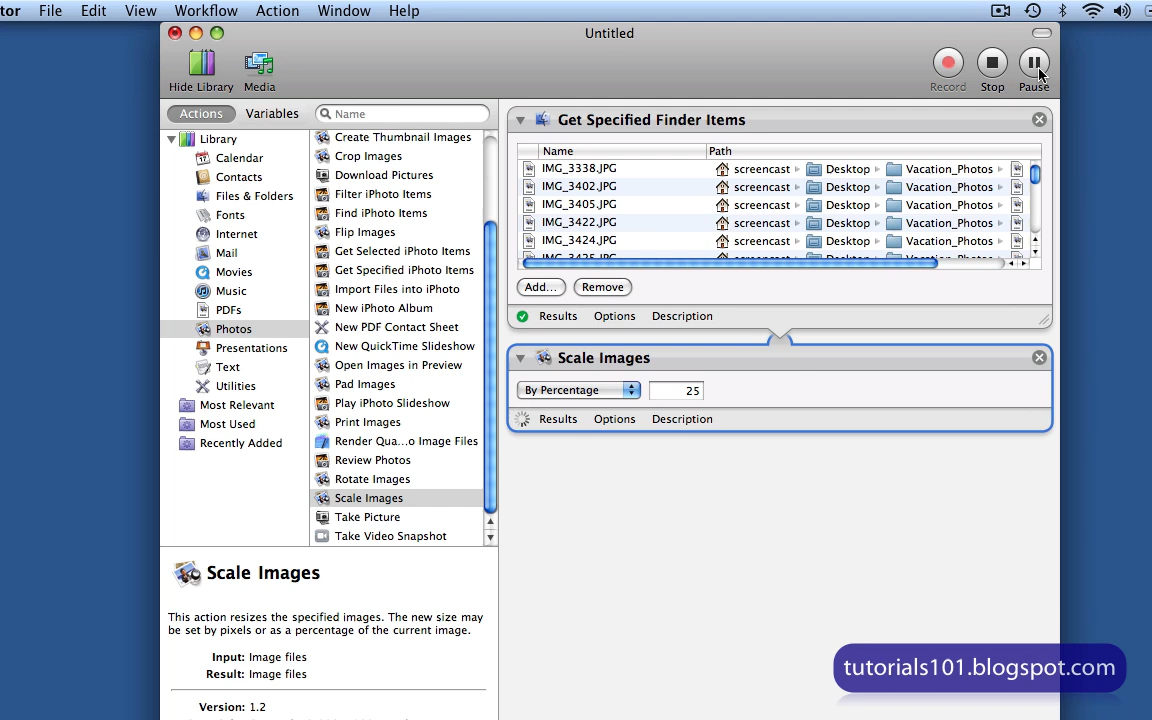 tor File Edit View Workflow Action Window Help
Untitled
Hide Library Media Record Stop Pause
Actions Variables Name
Library
Calendar
Contacts
Files & Folders
Fonts
Internet
Mail
Movies
Music
PDFs
Photos
Presentations
Text
Utilities
Most Relevant
Most Used
Recently Added
Create Thumbnail Images
Crop Images
Download Pictures
Filter iPhoto Items
Find iPhoto Items
Flip Images
Get Selected iPhoto Items
Get Specified iPhoto Items
Import Files into iPhoto
New iPhoto Album
New PDF Contact Sheet
New QuickTime Slideshow
Open Images in Preview
Pad Images
Play iPhoto Slideshow
Print Images
Render Qua...o Image Files
Review Photos
Rotate Images
Scale Images
Take Picture
Take Video Snapshot
Scale Images
This action resizes the specified images. The new size may
be set by pixels or as a percentage of the current image.
Input: Image files
Result: Image files
Version: 1.2
Get Specified Finder Items
Name Path
IMG_3338.JPG screencast Desktop Vacation_Photos
IMG_3402.JPG screencast Desktop Vacation_Photos
IMG_3405.JPG screencast Desktop Vacation_Photos
IMG_3422.JPG screencast Desktop Vacation_Photos
IMG_3424.JPG screencast Desktop Vacation_Photos
Add... Remove
Results Options Description
Scale Images
By Percentage 25
Results Options Description
tutorials101.blogspot.com